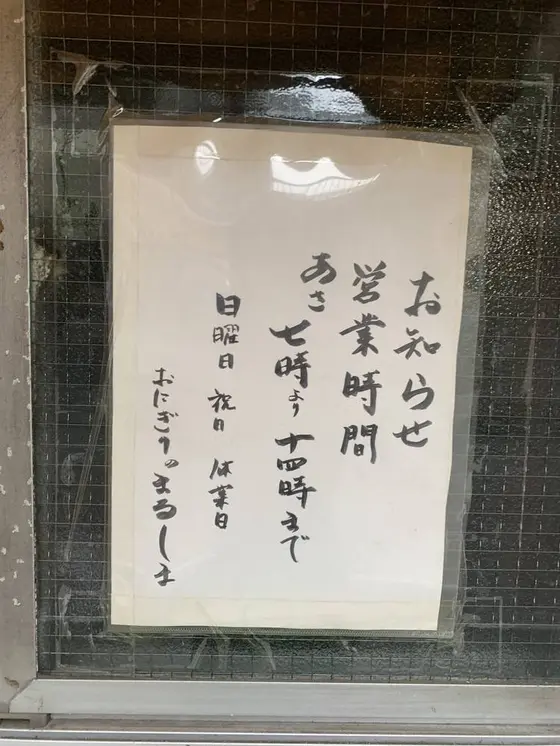 お知らせ
営業時間
あさ
七時より十四時まで
日曜日 祝日 休業日
おにぎりのまるしま